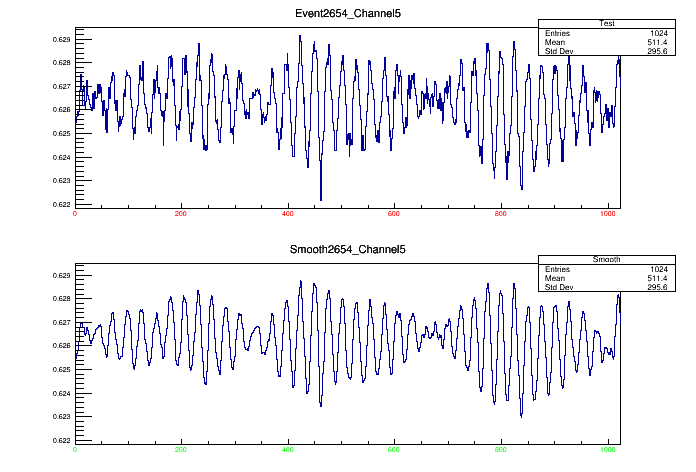 Event2654_Channel5
Test
Entries 1024
Mean 511.4
Std Dev 295.6
0.629
0.628
0.627
0.626
0.625
0.624
0.623
0.622
0 200 400 600 800 1000
Smooth2654_Channel5
Smooth
Entries 1024
Mean 511.4
Std Dev 295.6
0.629
0.628
0.627
0.626
0.625
0.624
0.623
0.622
0 200 400 600 800 1000